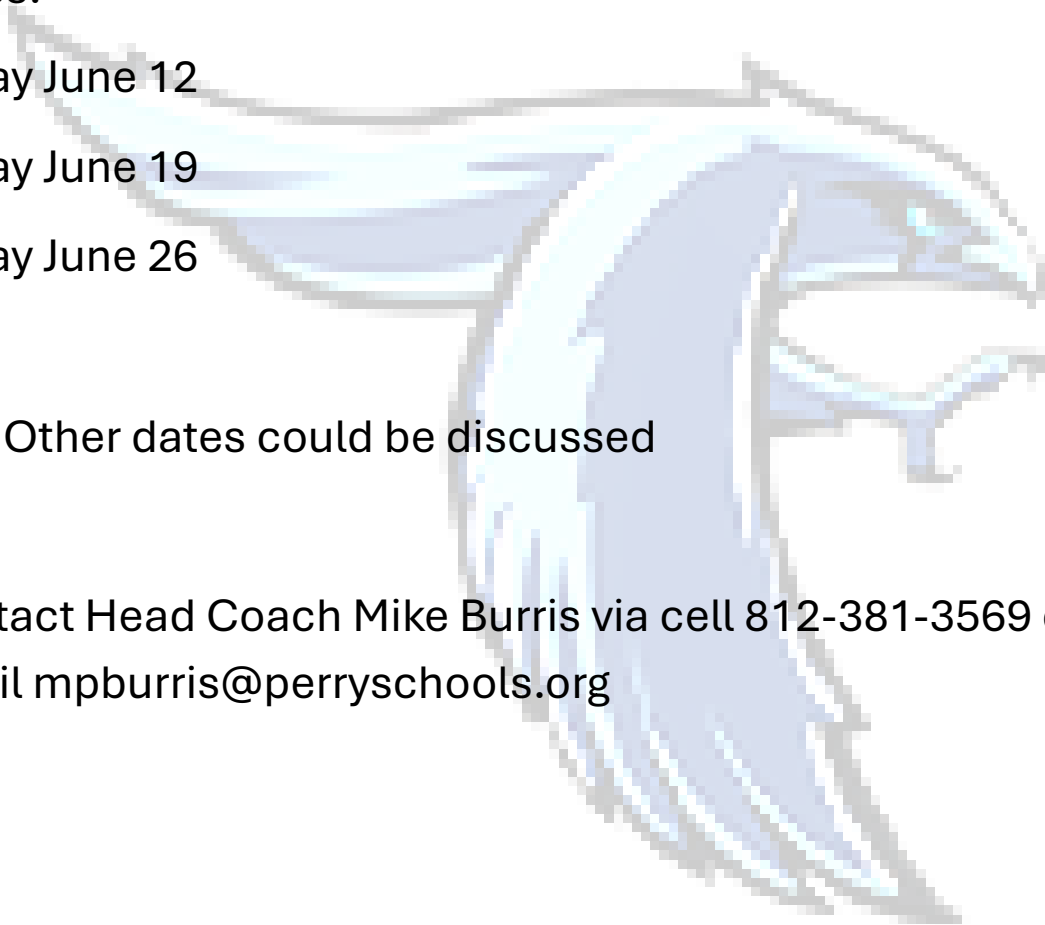 ay June 12
ay June 19
ay June 26
Other dates could be discussed
tact Head Coach Mike Burris via cell 812-381-3569
il mpburris@perryschools.org